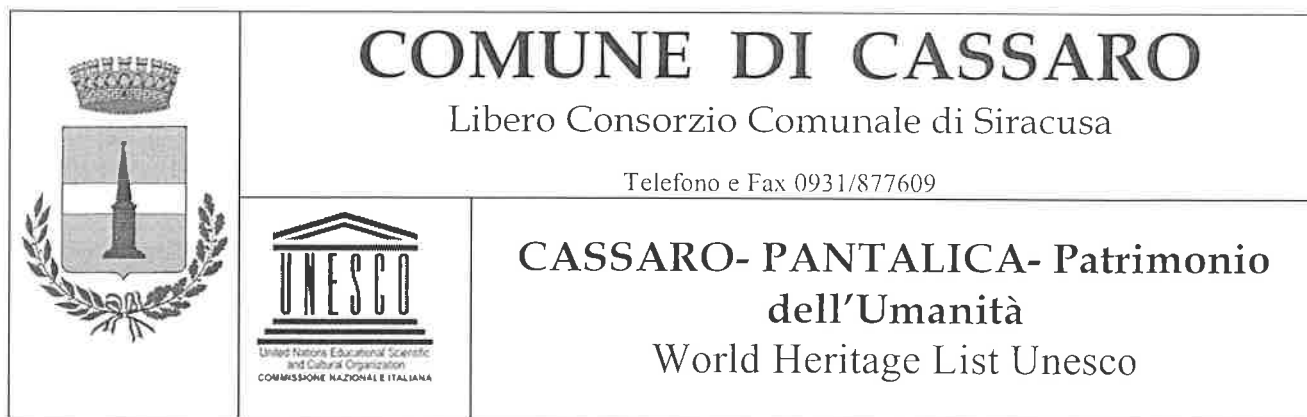 COMUNE DI CASSARO
Libero Consorzio Comunale di Siracusa
Telefono e Fax 0931/877609
UNESCO
United Nations Educational Scientific
and Cultural Organization
COMMISSIONE NAZIONALE ITALIANA
CASSARO- PANTALICA- Patrimonio
dell'Umanità
World Heritage List Unesco